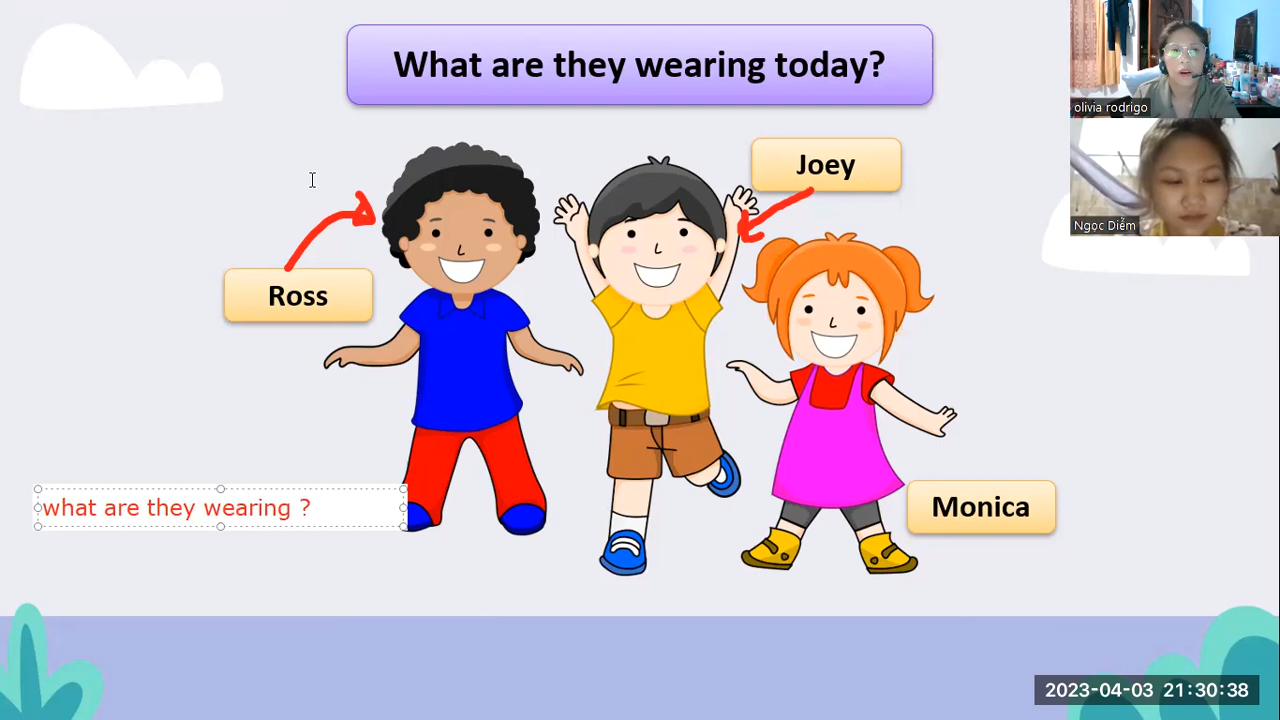 What are they wearing today?
olivia rodrigo
Joey
Ngọc Diễm
Ross
Monica
what are they wearing ?
2023-04-03 21:30:38